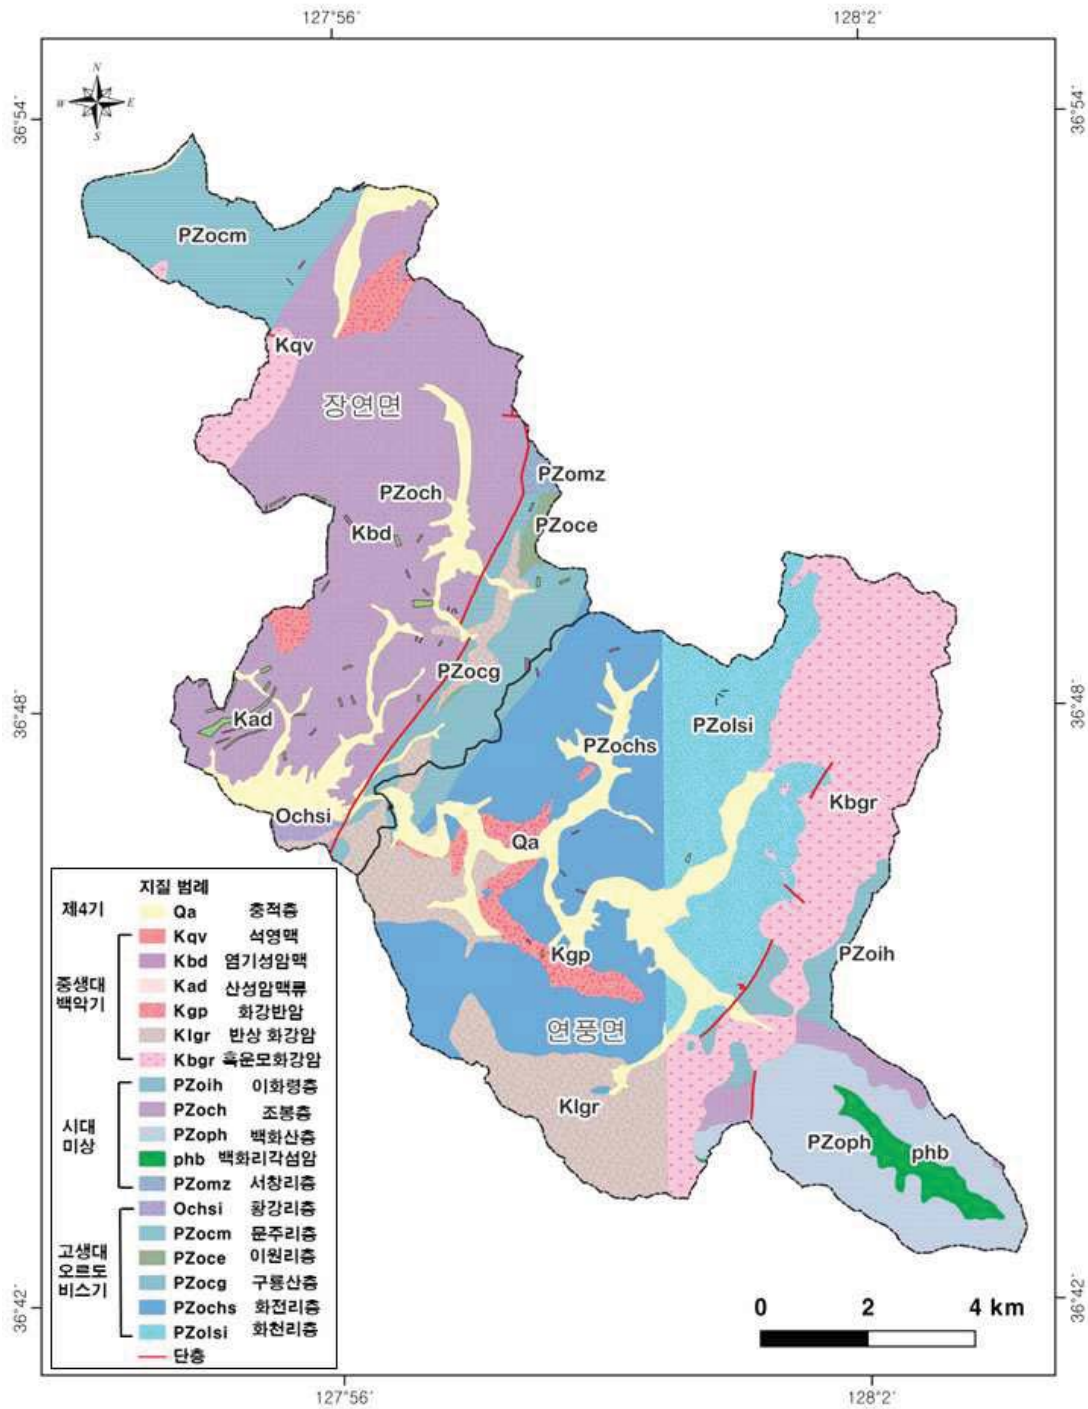 127°56′ 128°2′
N
W E
S
36°54′ 36°54′
PZocm
Kqv
장연면
PZomz
PZoch
PZoce
Kbd
PZocg
36°48′ 36°48′
Kad
PZolsi
PZochs
Kbgr
Ochsi
Qa
PZoih
Kgp
연풍면
Klgr
PZoph phb
지질 범례
제4기 Qa 충적층
Kqv 석영맥
Kbd 염기성암맥
중생대 백악기 Kad 산성암맥류
Kgp 화강반암
Klgr 반상 화강암
Kbgr 흑운모화강암
PZoih 이화령층
시대 미상 PZoch 조봉층
PZoph 백화산층
phb 백화리각섬암
PZomz 서창리층
Ochsi 황강리층
PZocm 문주리층
고생대 오르도비스기 PZoce 이원리층
PZocg 구룡산층
PZochs 화전리층
PZolsi 화천리층
단층
0 2 4 km
36°42′ 36°42′
127°56′ 128°2′